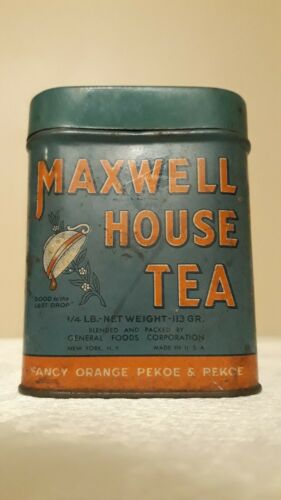 MAXWELL
HOUSE
TEA
"GOOD to the
LAST DROP"
1/4 LB.-NET WEIGHT-113 GR.
BLENDED AND PACKED BY
GENERAL FOODS CORPORATION
NEW YORK, N.Y. MADE IN U.S.A.
FANCY ORANGE PEKOE & PEKOE